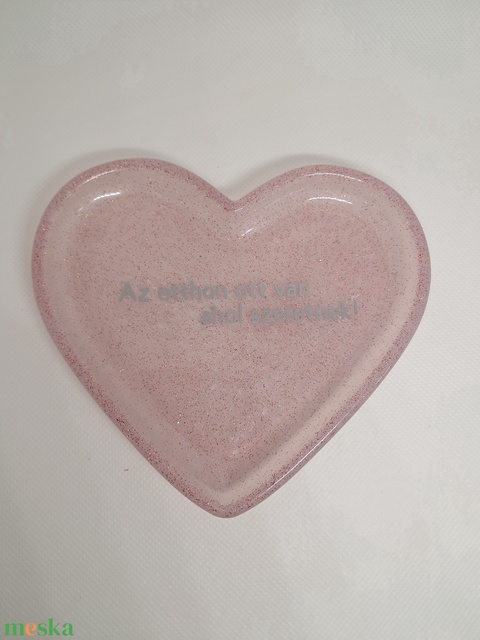 Az otthon ott van
ahol szeretnek!
meska